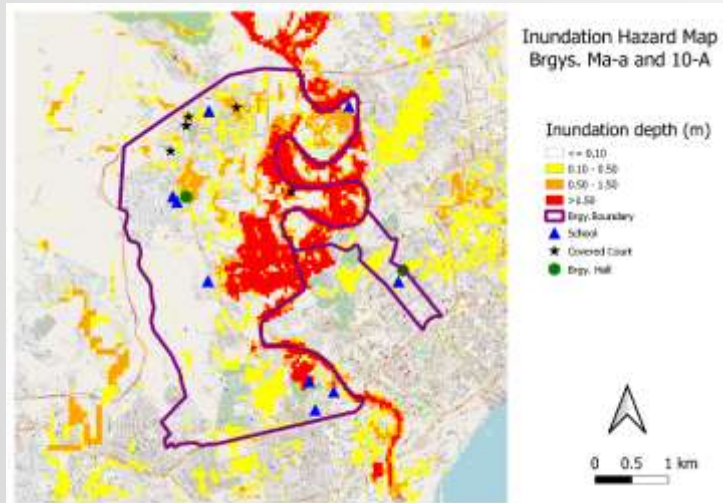 Inundation Hazard Map
Brgys. Ma-a and 10-A
Inundation depth (m)
<= 0.10
0.10 - 0.50
0.50 - 1.50
>1.50
Brgy.Boundary
School
Covered Court
Brgy. Hall
0 0.5 1 km